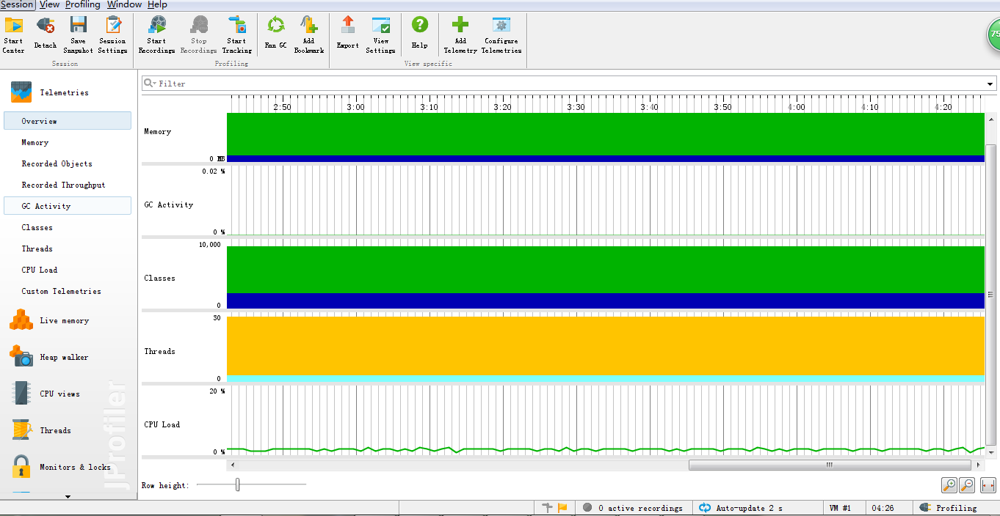 Session View Profiling Window Help
Start Center
Detach
Save Snapshot
Session Settings
Start Recordings
Stop Recordings
Start Tracking
Run GC
Add Bookmark
Export
View Settings
Help
Add Telemetry
Configure Telemetries
75
Session
Profiling
View specific
Telemetries
Overview
Memory
Recorded Objects
Recorded Throughput
GC Activity
Classes
Threads
CPU Load
Custom Telemetries
Live memory
Heap walker
CPU views
Threads
Monitors & locks
JProfiler
Filter
2:50 3:00 3:10 3:20 3:30 3:40 3:50 4:00 4:10 4:20
Memory
0 MB
0.02 %
GC Activity
0 %
10,000
Classes
0
30
Threads
0
20 %
CPU Load
0 %
Row height:
0 active recordings
Auto-update 2 s
VM #1
04:26
Profiling